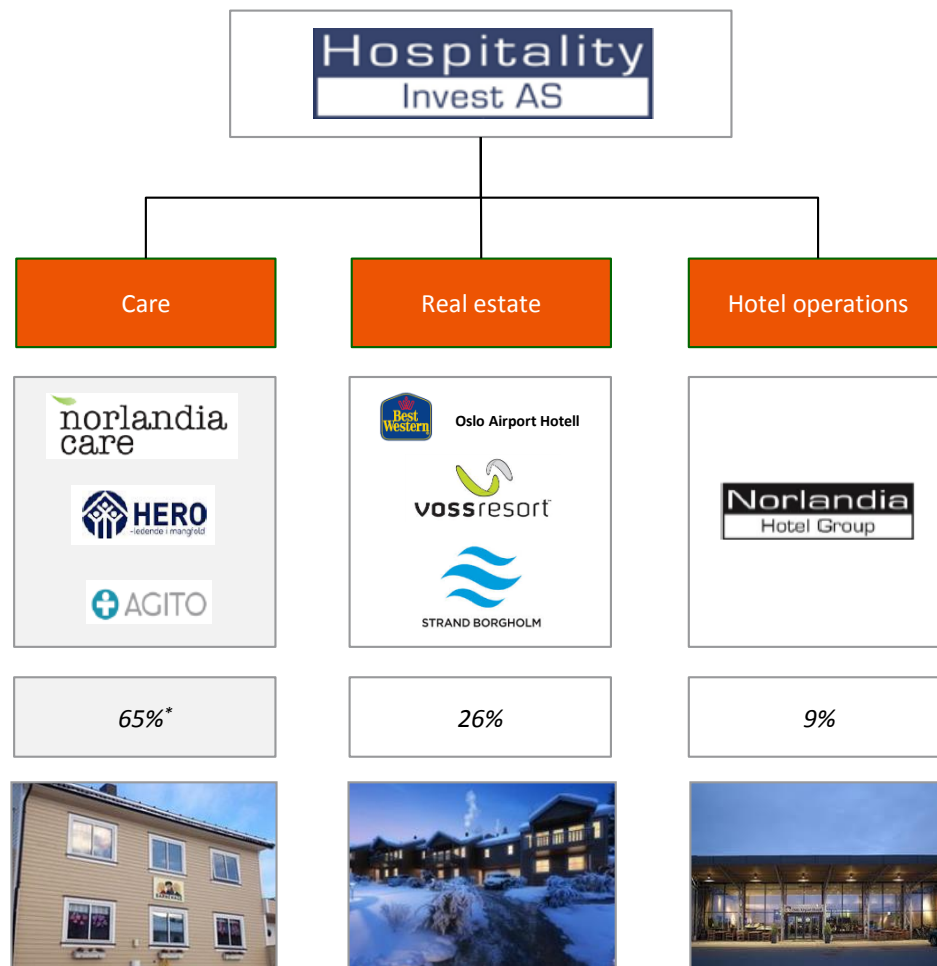 Hospitality
Invest AS
Care
Real estate
Hotel operations
norlandia
care
HERO
-ledende i mangfold
AGITO
Best
Western
Oslo Airport Hotell
vossresort
STRAND BORGHOLM
Norlandia
Hotel Group
65%*
26%
9%